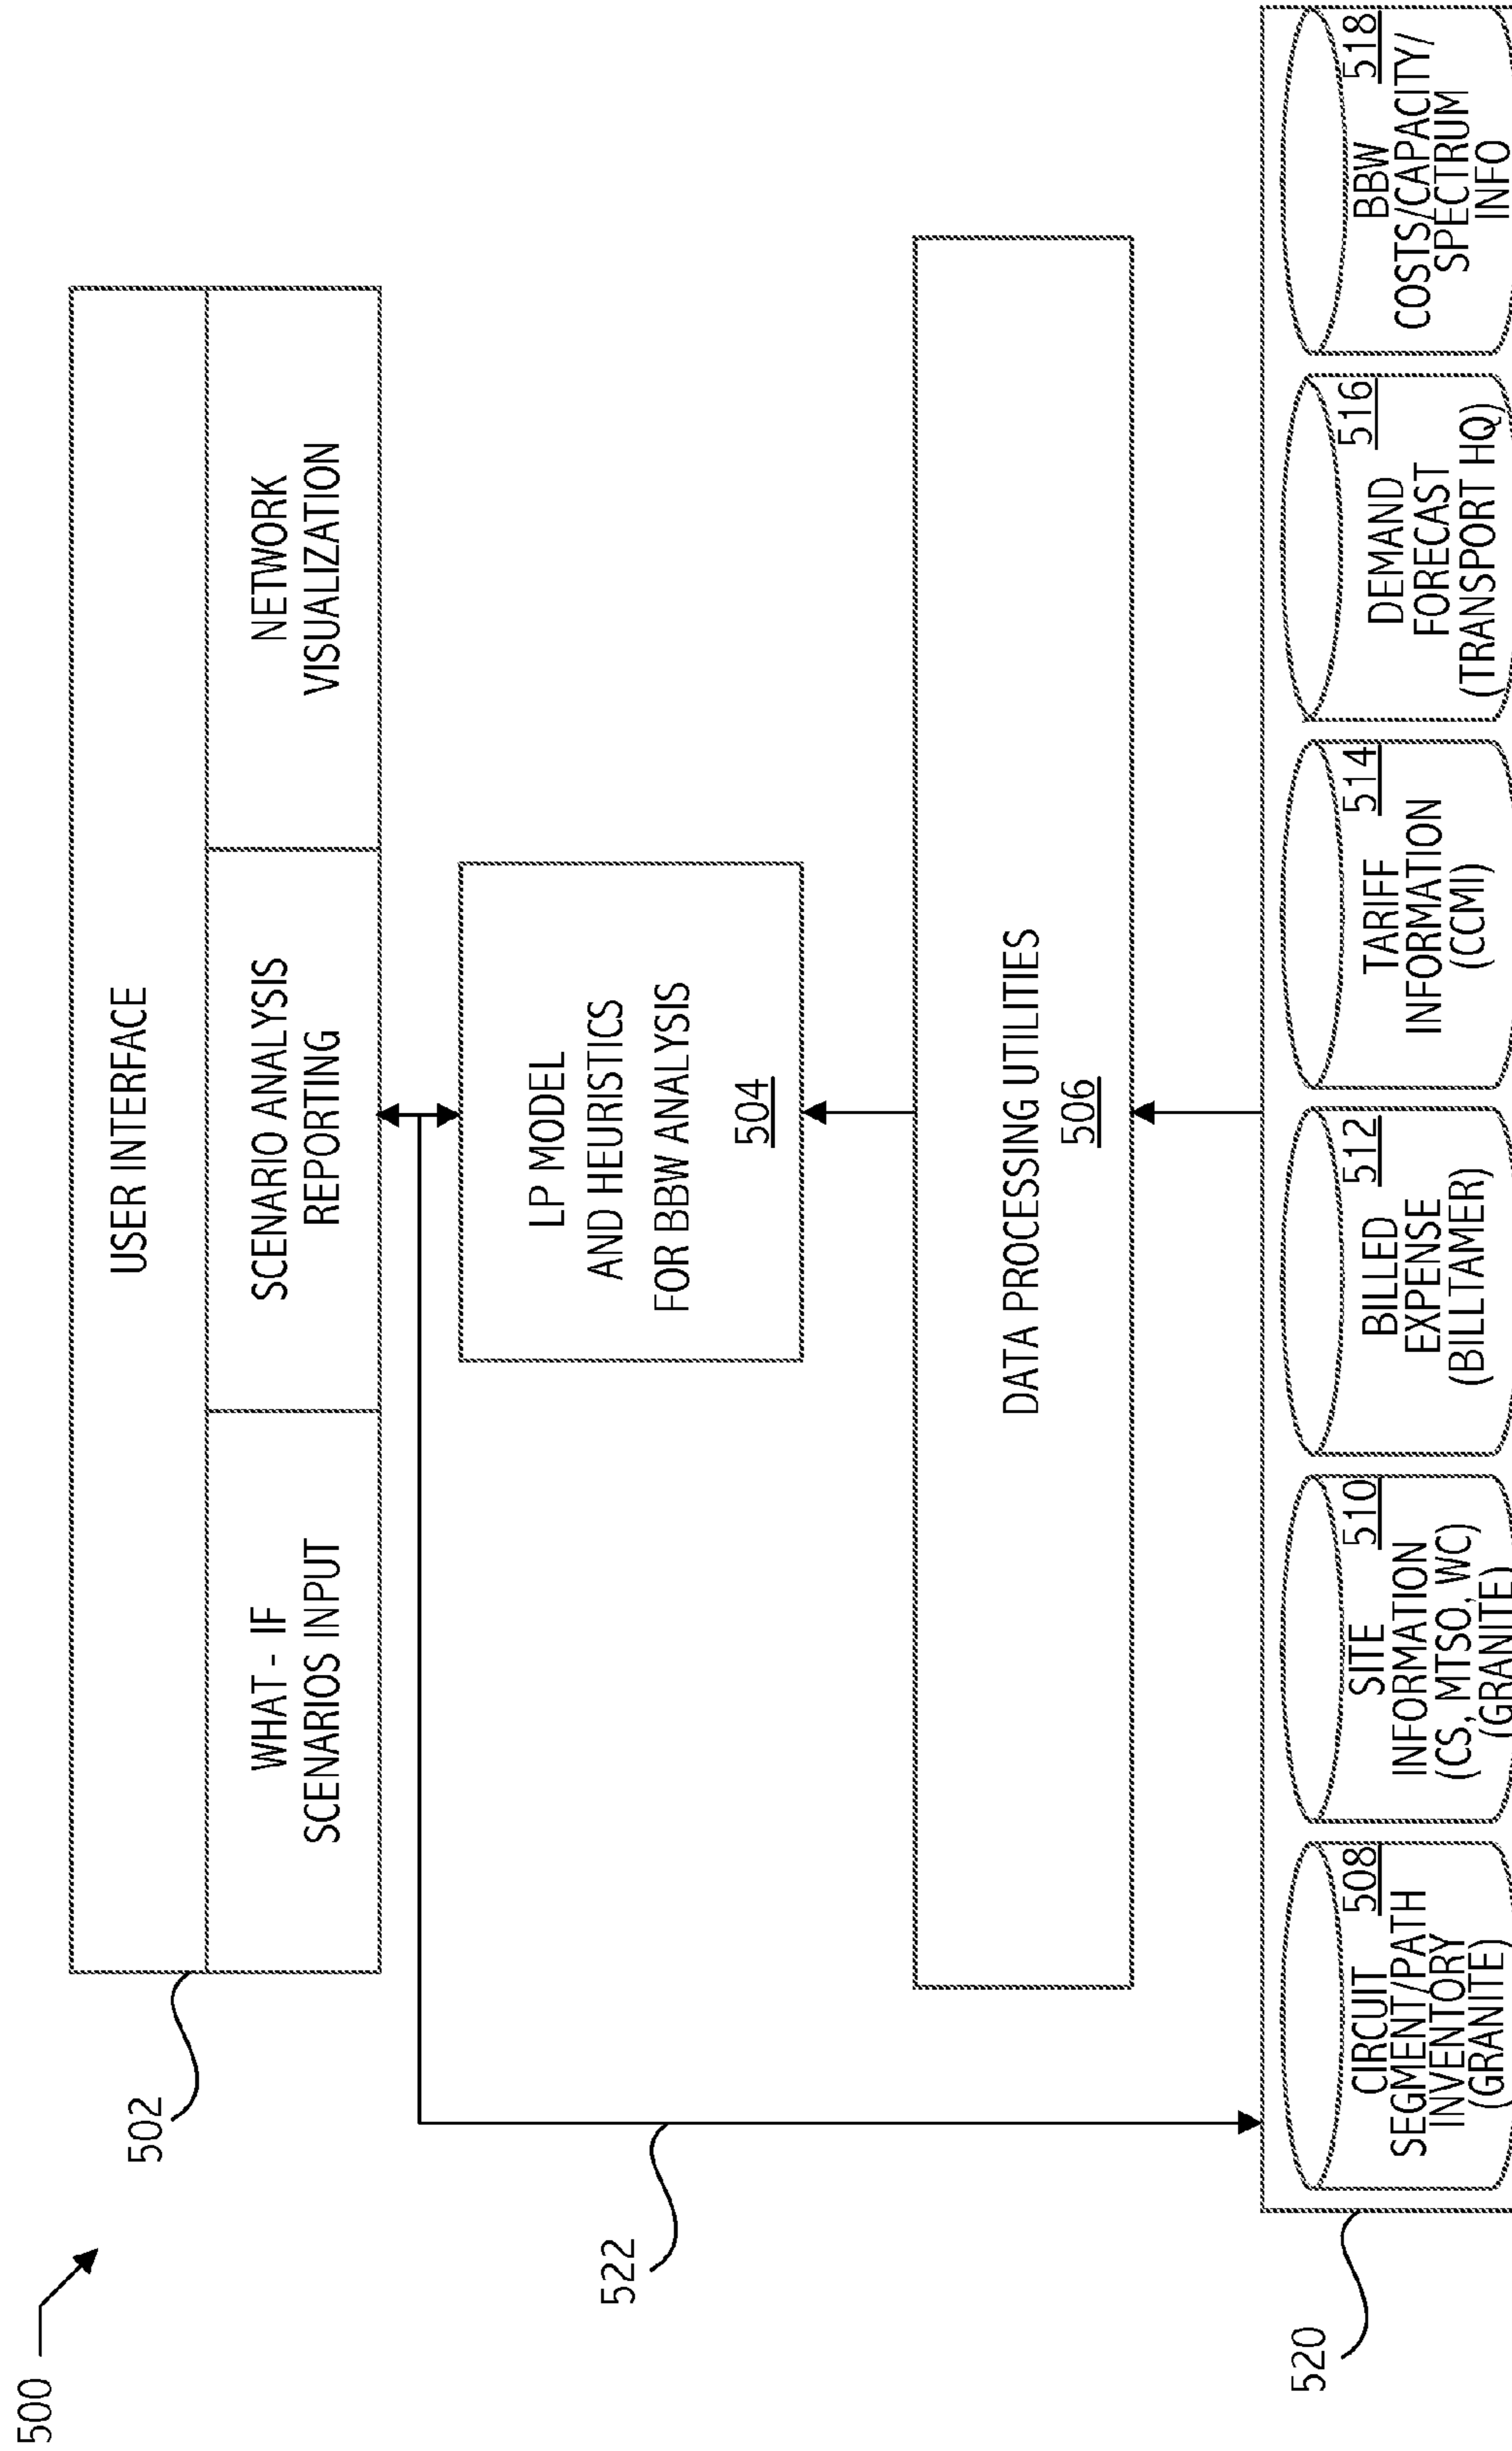 500
502
USER INTERFACE
WHAT - IF
SCENARIOS INPUT
SCENARIO ANALYSIS
REPORTING
NETWORK
VISUALIZATION
522
LP MODEL
AND HEURISTICS
FOR BBW ANALYSIS
504
DATA PROCESSING UTILITIES
506
520
508
CIRCUIT
SEGMENT/PATH
INVENTORY
(GRANITE)
510
SITE
INFORMATION
(CS, MTSO, WC)
(GRANITE)
512
BILLED
EXPENSE
(BILLTAMER)
514
TARIFF
INFORMATION
(CCMI)
516
DEMAND
FORECAST
(TRANSPORT HQ)
518
BBW
COSTS/CAPACITY/
SPECTRUM
INFO